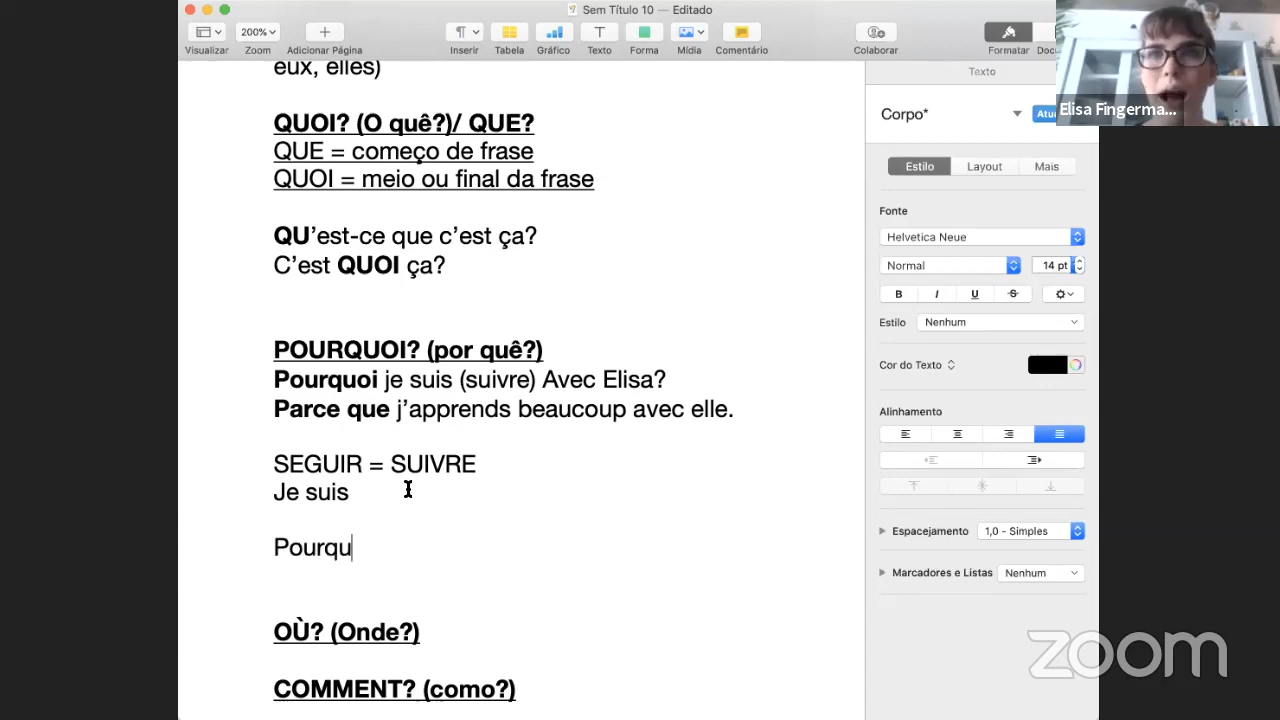 Sem Título 10 — Editado
Visualizar
200%
Zoom
Adicionar Página
Inserir
Tabela
Gráfico
Texto
Forma
Mídia
Comentário
Colaborar
Formatar
eux, elles)
QUOI? (O quê?)/ QUE?
QUE = começo de frase
QUOI = meio ou final da frase
QU’est-ce que c’est ça?
C’est QUOI ça?
POURQUOI? (por quê?)
Pourquoi je suis (suivre) Avec Elisa?
Parce que j’apprends beaucoup avec elle.
SEGUIR = SUIVRE
Je suis
Pourqu
OÙ? (Onde?)
COMMENT? (como?)
Texto
Corpo*
Estilo Layout Mais
Fonte
Helvetica Neue
Normal 14 pt
B I U S
Estilo Nenhum
Cor do Texto
Alinhamento
Espacejamento 1,0 - Simples
Marcadores e Listas Nenhum
Elisa Fingerma...
zoom